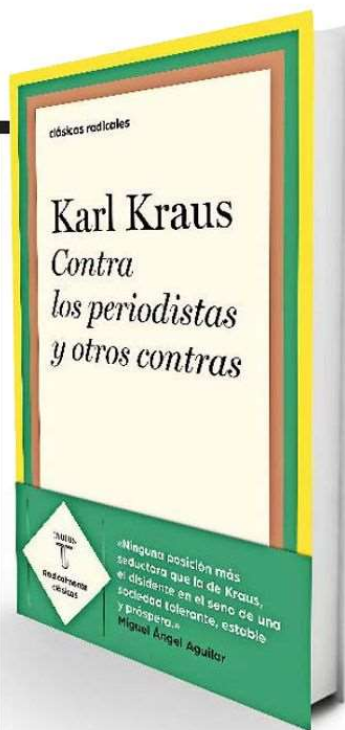 clásicos radicales
Karl Kraus
Contra
los periodistas
y otros contras
TAURUS
T
Radicalmente
clásicos
«Ninguna posición más
seductora que la de Kraus,
el disidente en el seno de una
sociedad tolerante, estable
y próspera.»
Miguel Ángel Aguilar